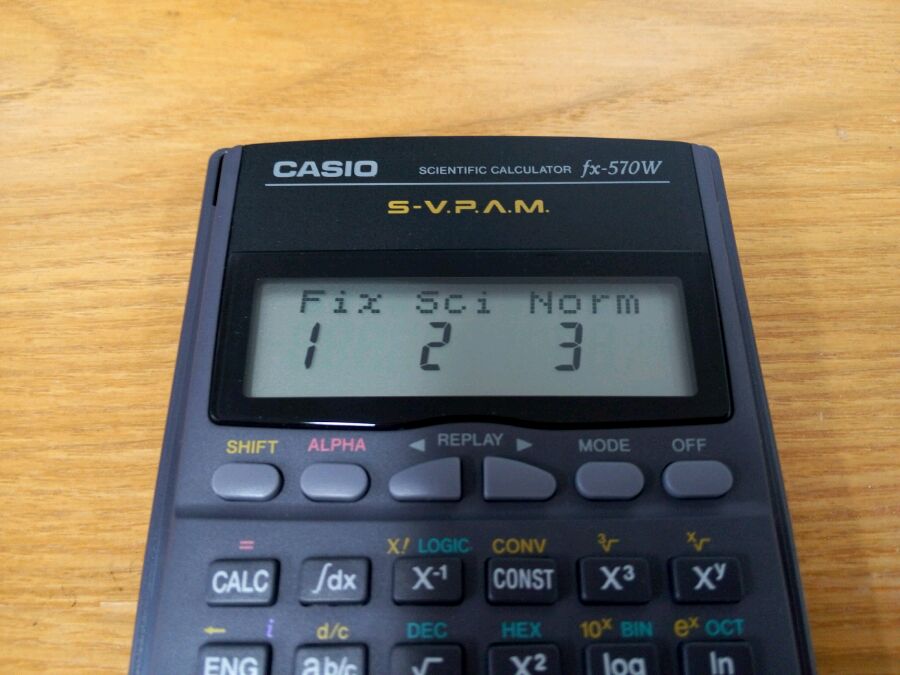 CASIO SCIENTIFIC CALCULATOR fx-570W
S-V.P.A.M.
Fix Sci Norm
1 2 3
SHIFT ALPHA ◀ REPLAY ▶ MODE OFF
= x! LOGIC CONV ³√ ˣ√
CALC ∫dx X⁻¹ CONST X³ Xʸ
← i d/c DEC HEX 10ˣ BIN eˣ OCT
ENG a b/c √ X² log ln